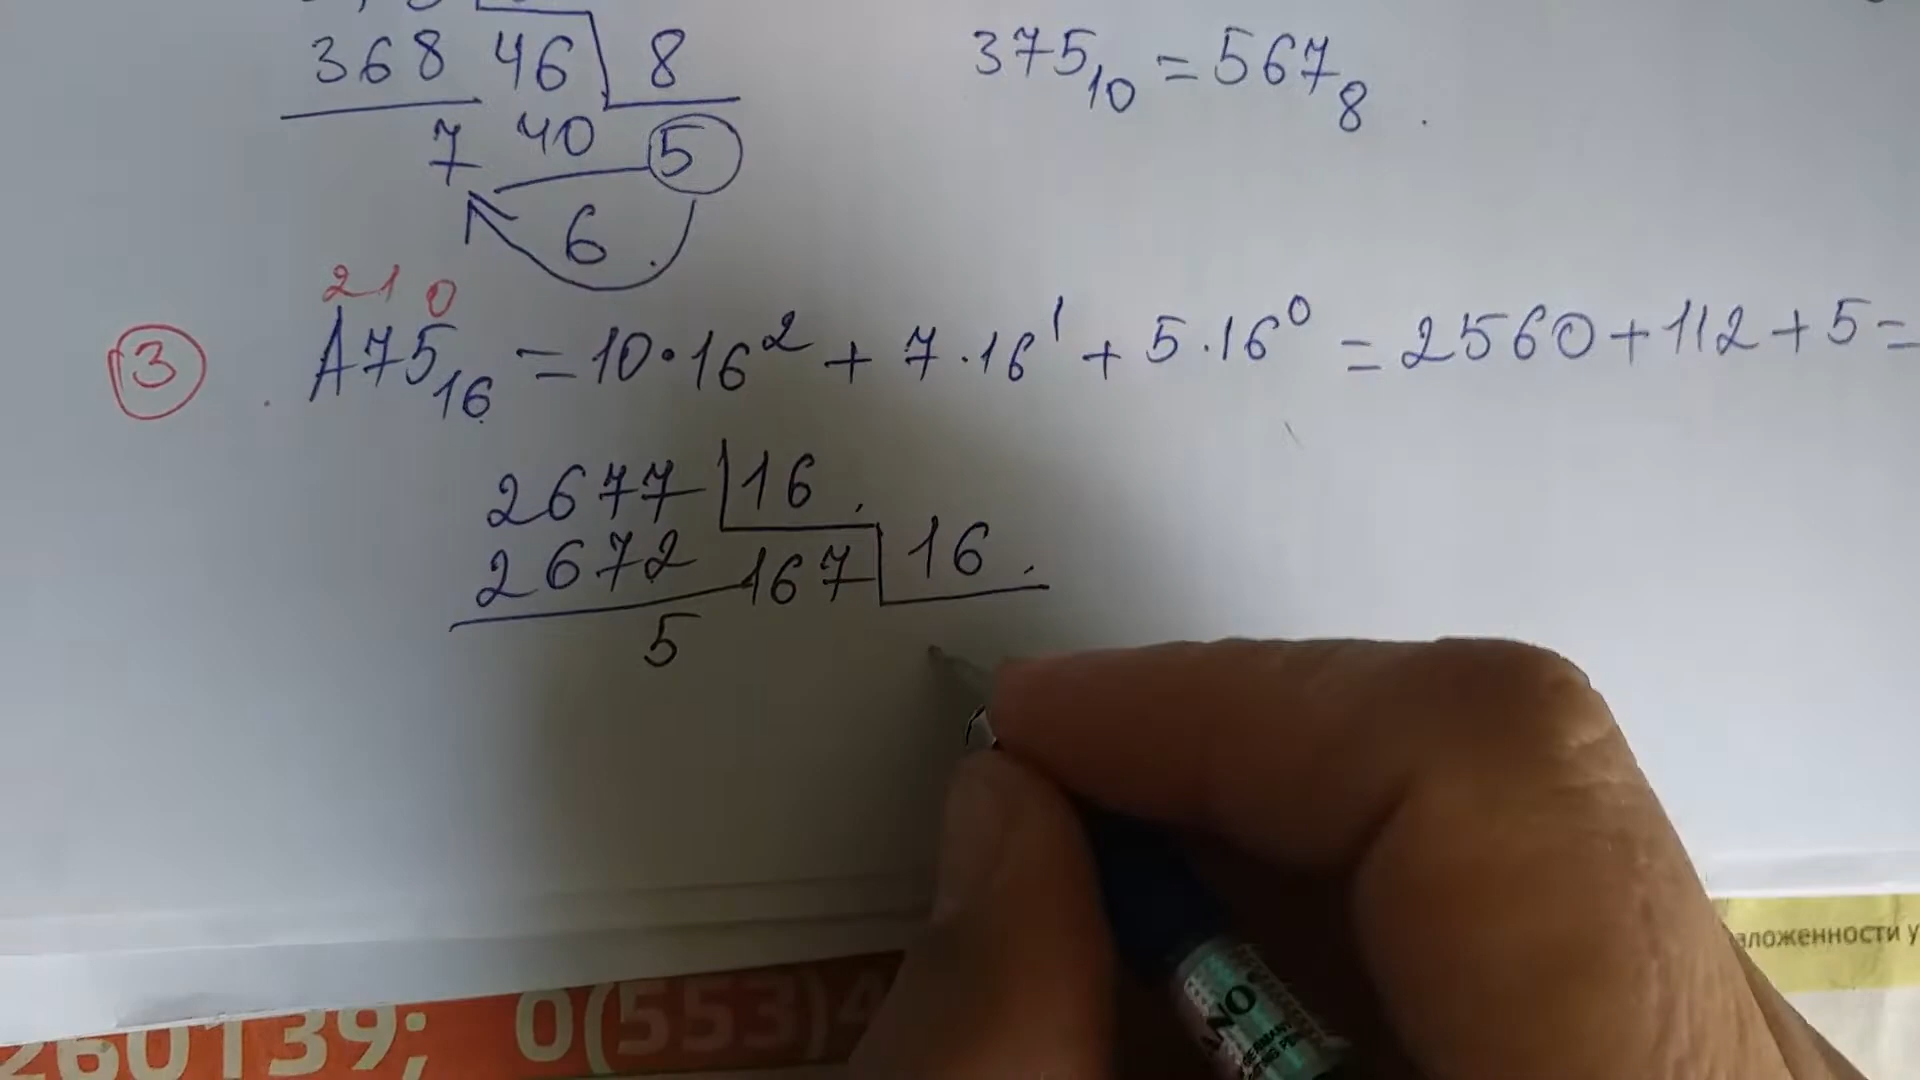 368 46 8
7 40 5
6
375₁₀ = 567₈
2 1 0
3 A75₁₆ = 10·16² + 7·16¹ + 5·16⁰ = 2560 + 112 + 5 =
2677 16
2672 167 16
5
аложенности у
260139; 0(553)4